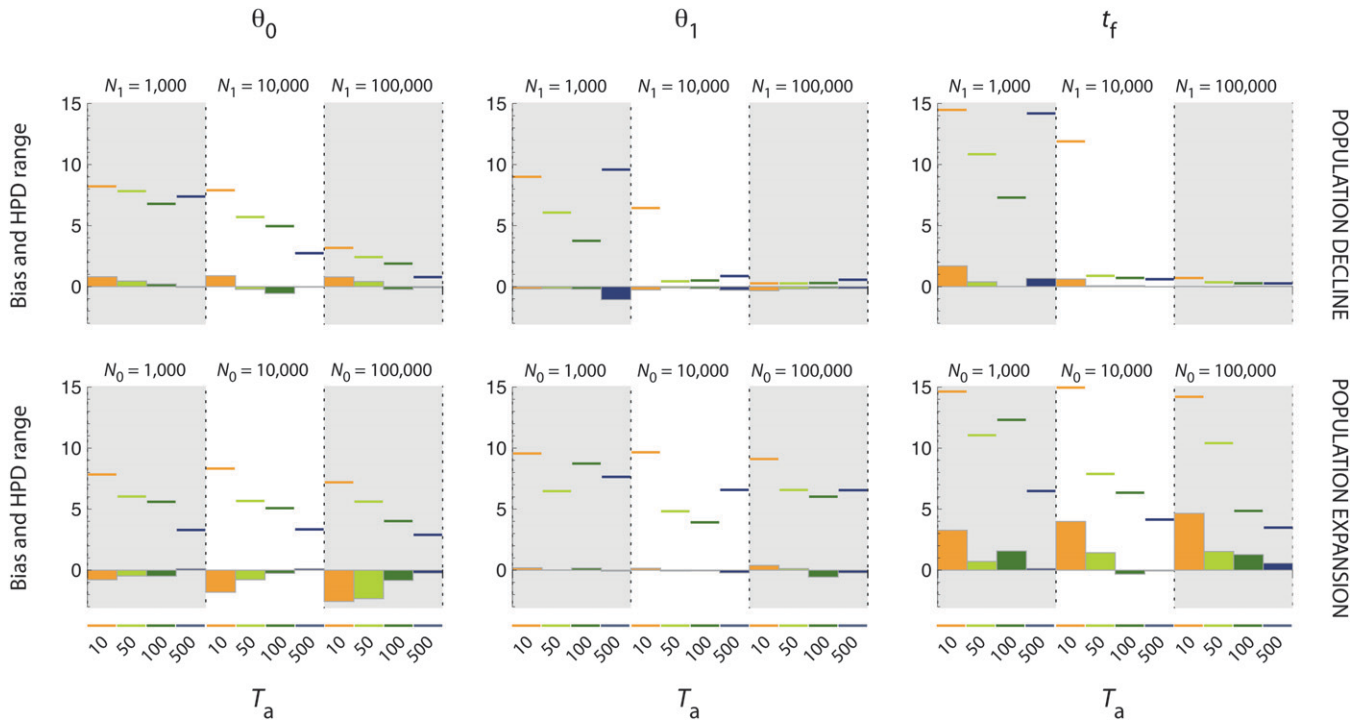 θ0 θ1 tf
N1 = 1,000 N1 = 10,000 N1 = 100,000 N1 = 1,000 N1 = 10,000 N1 = 100,000 N1 = 1,000 N1 = 10,000 N1 = 100,000
15 15 15
10 10 10
5 5 5
0 0 0
Bias and HPD range
POPULATION DECLINE
N0 = 1,000 N0 = 10,000 N0 = 100,000 N0 = 1,000 N0 = 10,000 N0 = 100,000 N0 = 1,000 N0 = 10,000 N0 = 100,000
15 15 15
10 10 10
5 5 5
0 0 0
Bias and HPD range
POPULATION EXPANSION
10 50 100 500 10 50 100 500 10 50 100 500 10 50 100 500 10 50 100 500 10 50 100 500 10 50 100 500 10 50 100 500 10 50 100 500
Ta Ta Ta